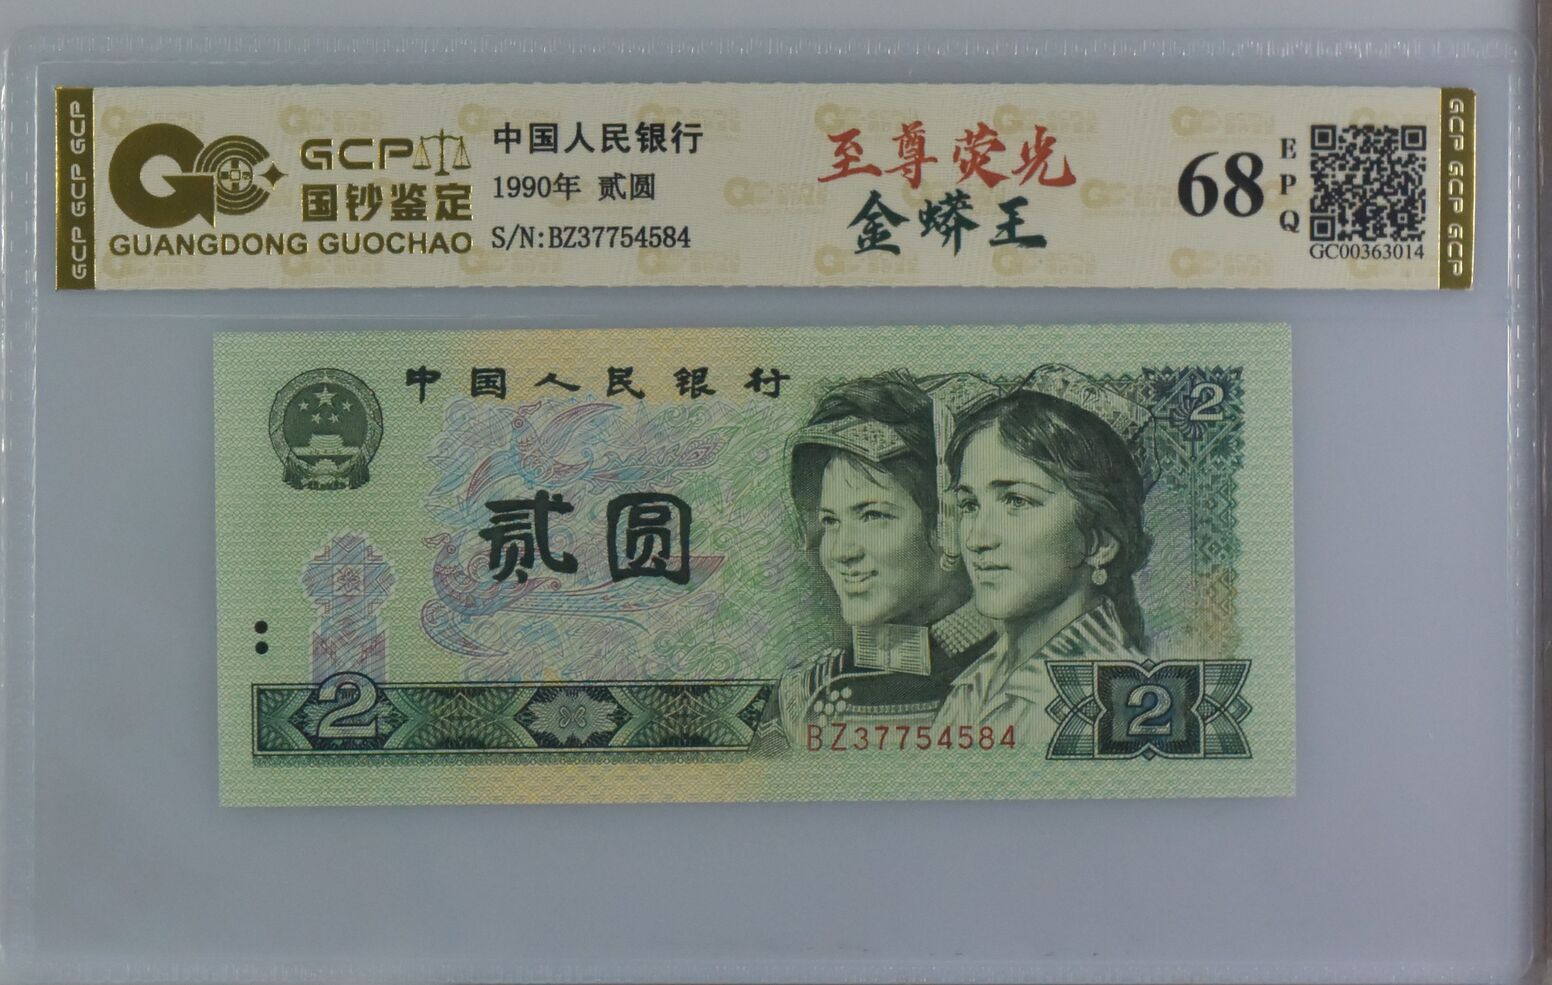 GCP GCP GCP
GCP
国钞鉴定
GUANGDONG GUOCHAO
中国人民银行
1990年 贰圆
S/N:BZ37754584
至尊荧光
金蟒王
68
EPQ
GC00363014
GCP GCP GCP
中国人民银行
2
贰圆
2
BZ37754584
2